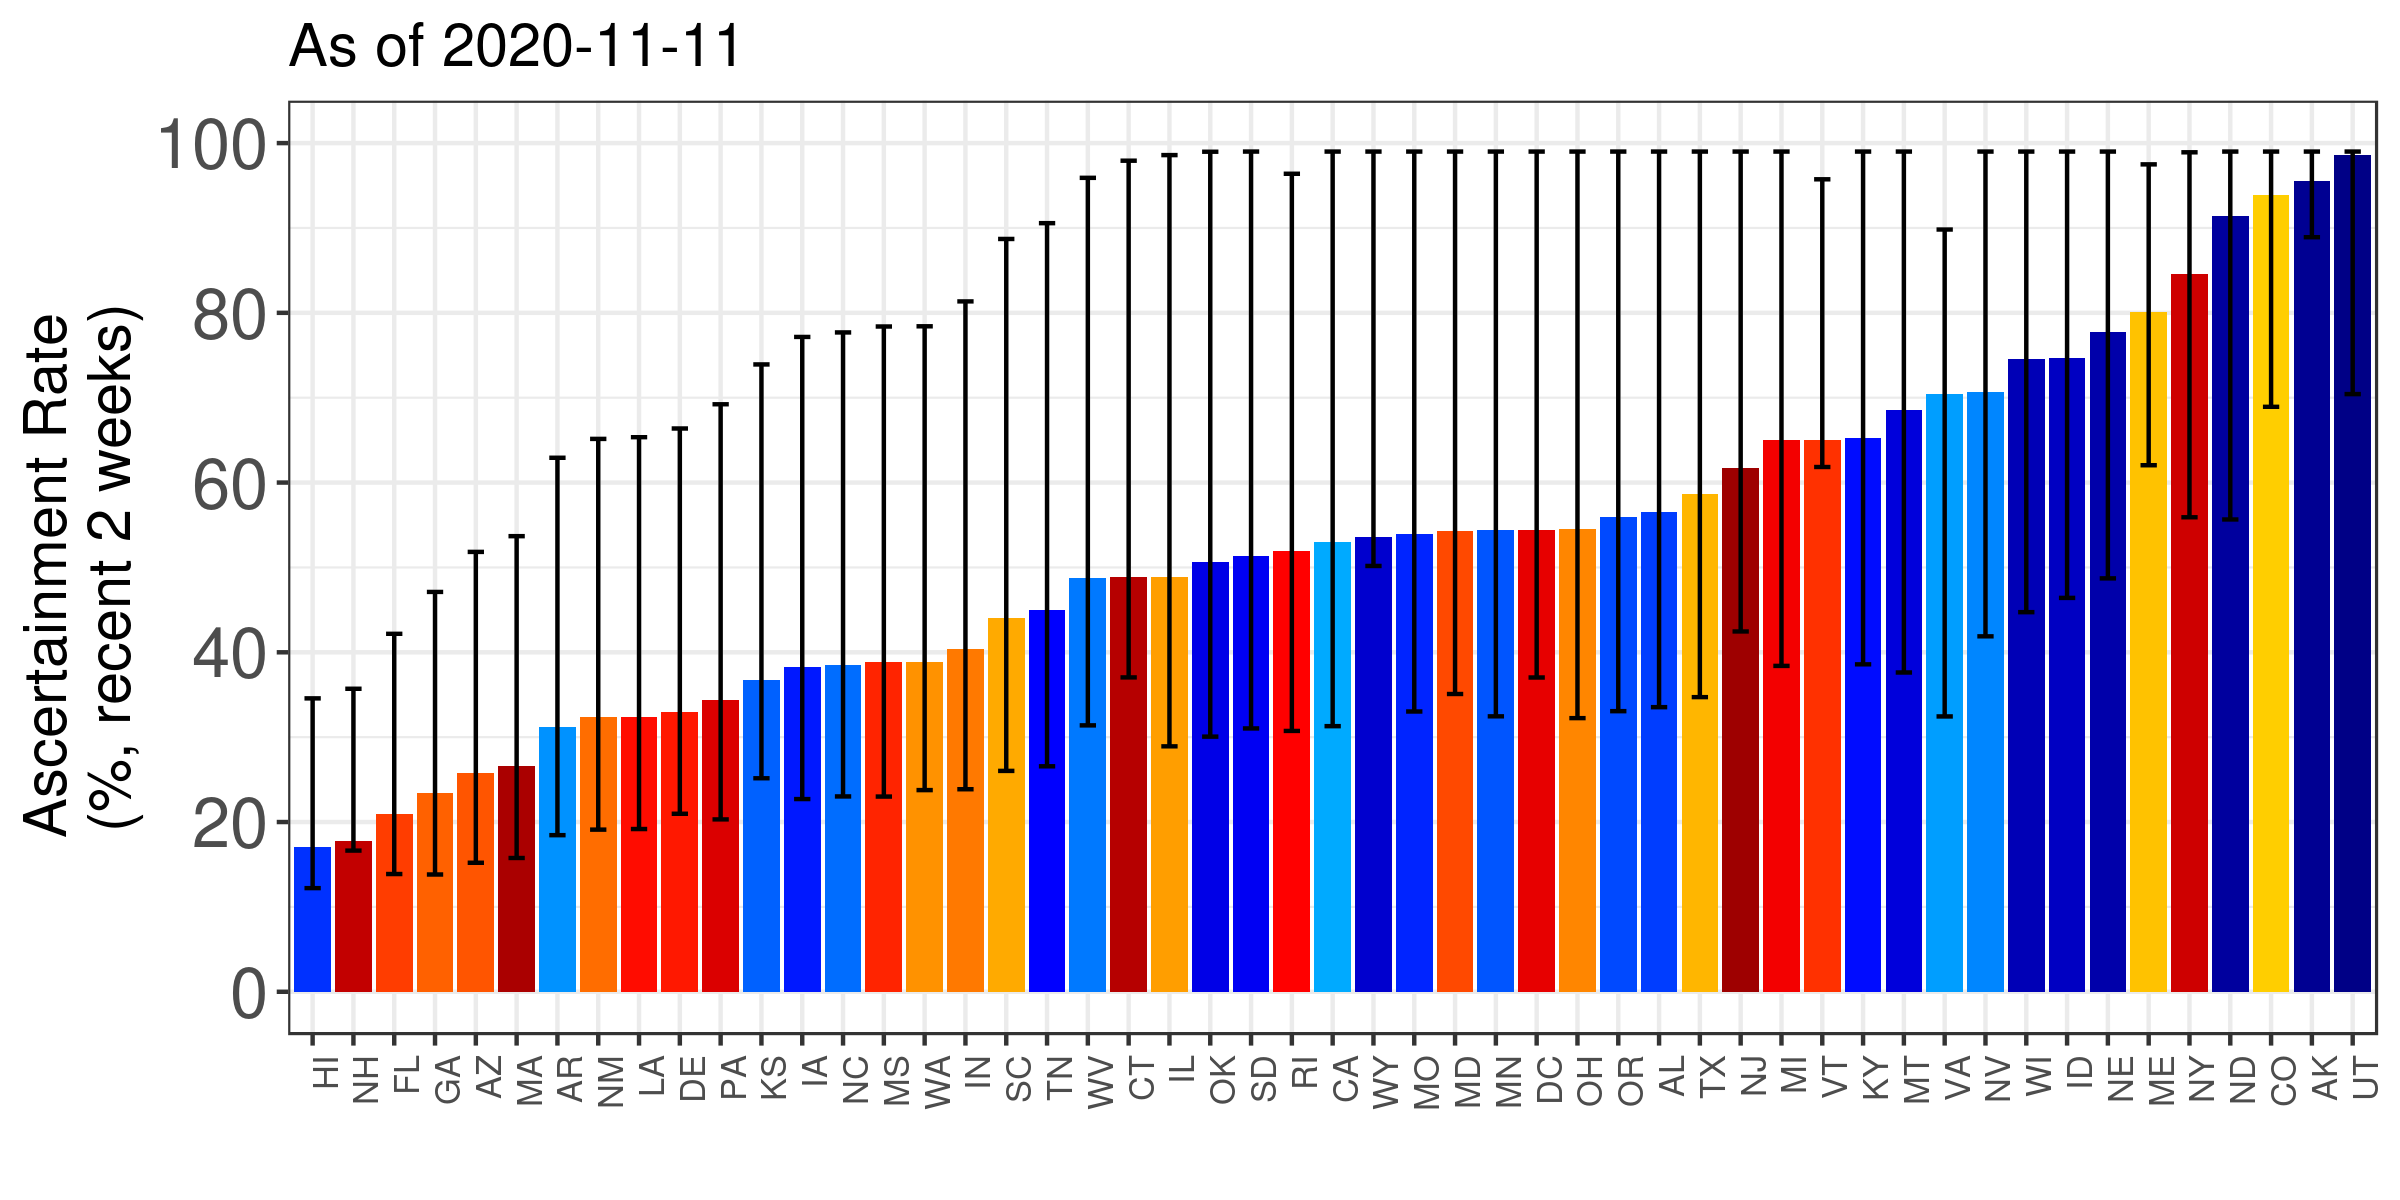 As of 2020-11-11
Ascertainment Rate
(%, recent 2 weeks)
100
80
60
40
20
0
HI NH FL GA AZ MA AR NM LA DE PA KS IA NC MS WA IN SC TN WV CT IL OK SD RI CA WY MO MD MN DC OH OR AL TX NJ MI VT KY MT VA NV WI ID NE ME NY ND CO AK UT